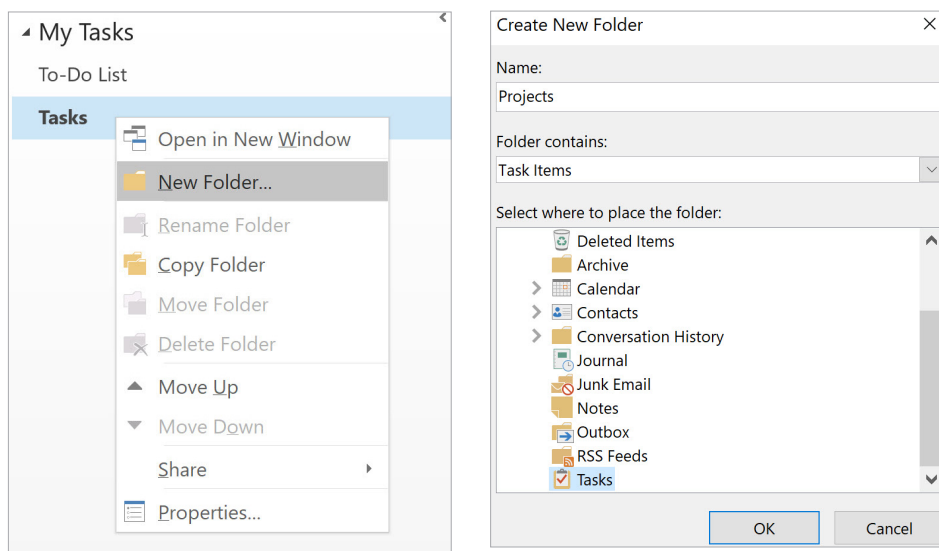 My Tasks
To-Do List
Tasks
Open in New Window
New Folder...
Rename Folder
Copy Folder
Move Folder
Delete Folder
Move Up
Move Down
Share
Properties...
Create New Folder
Name:
Projects
Folder contains:
Task Items
Select where to place the folder:
Deleted Items
Archive
Calendar
Contacts
Conversation History
Journal
Junk Email
Notes
Outbox
RSS Feeds
Tasks
OK Cancel